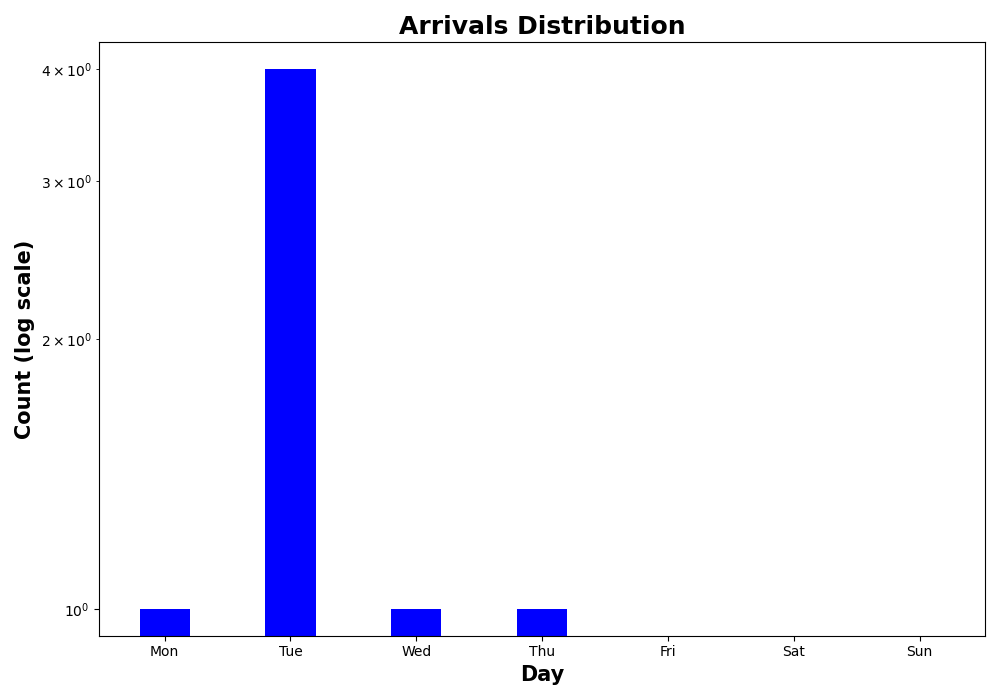 Arrivals Distribution
4 × 10⁰
3 × 10⁰
2 × 10⁰
10⁰
Count (log scale)
Mon Tue Wed Thu Fri Sat Sun
Day